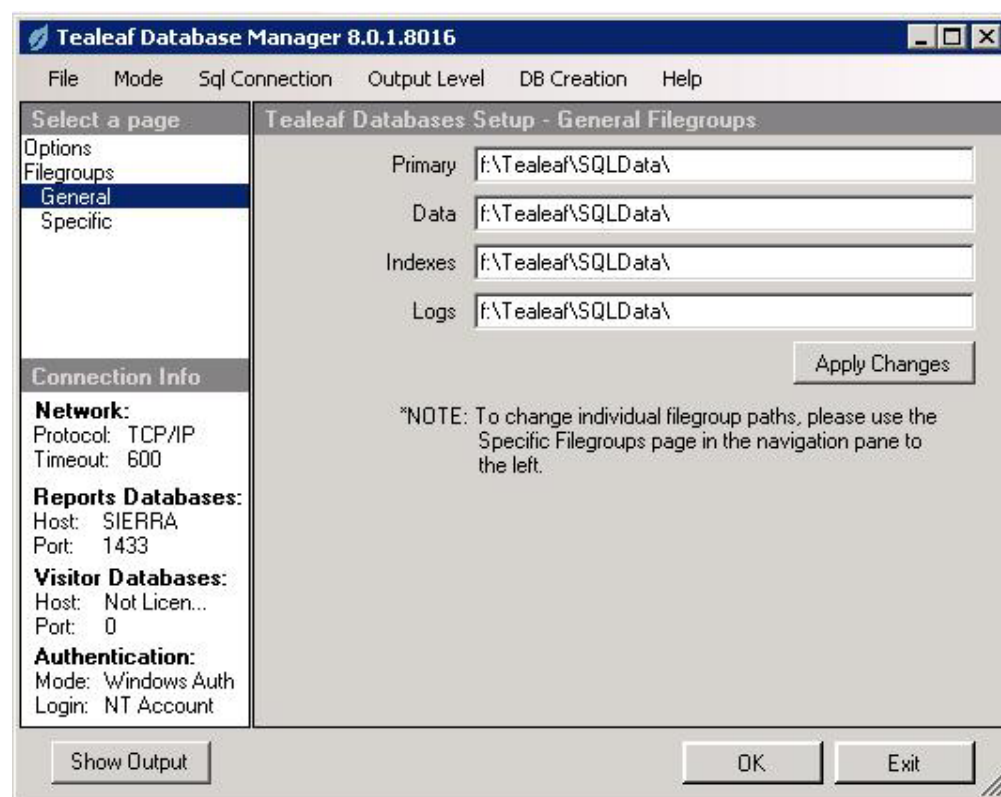 Tealeaf Database Manager 8.0.1.8016
File Mode Sql Connection Output Level DB Creation Help
Select a page
Options
Filegroups
General
Specific
Tealeaf Databases Setup - General Filegroups
Primary f:\Tealeaf\SQLData\
Data f:\Tealeaf\SQLData\
Indexes f:\Tealeaf\SQLData\
Logs f:\Tealeaf\SQLData\
Apply Changes
*NOTE: To change individual filegroup paths, please use the
Specific Filegroups page in the navigation pane to
the left.
Connection Info
Network:
Protocol: TCP/IP
Timeout: 600
Reports Databases:
Host: SIERRA
Port: 1433
Visitor Databases:
Host: Not Licen...
Port: 0
Authentication:
Mode: Windows Auth
Login: NT Account
Show Output
OK
Exit